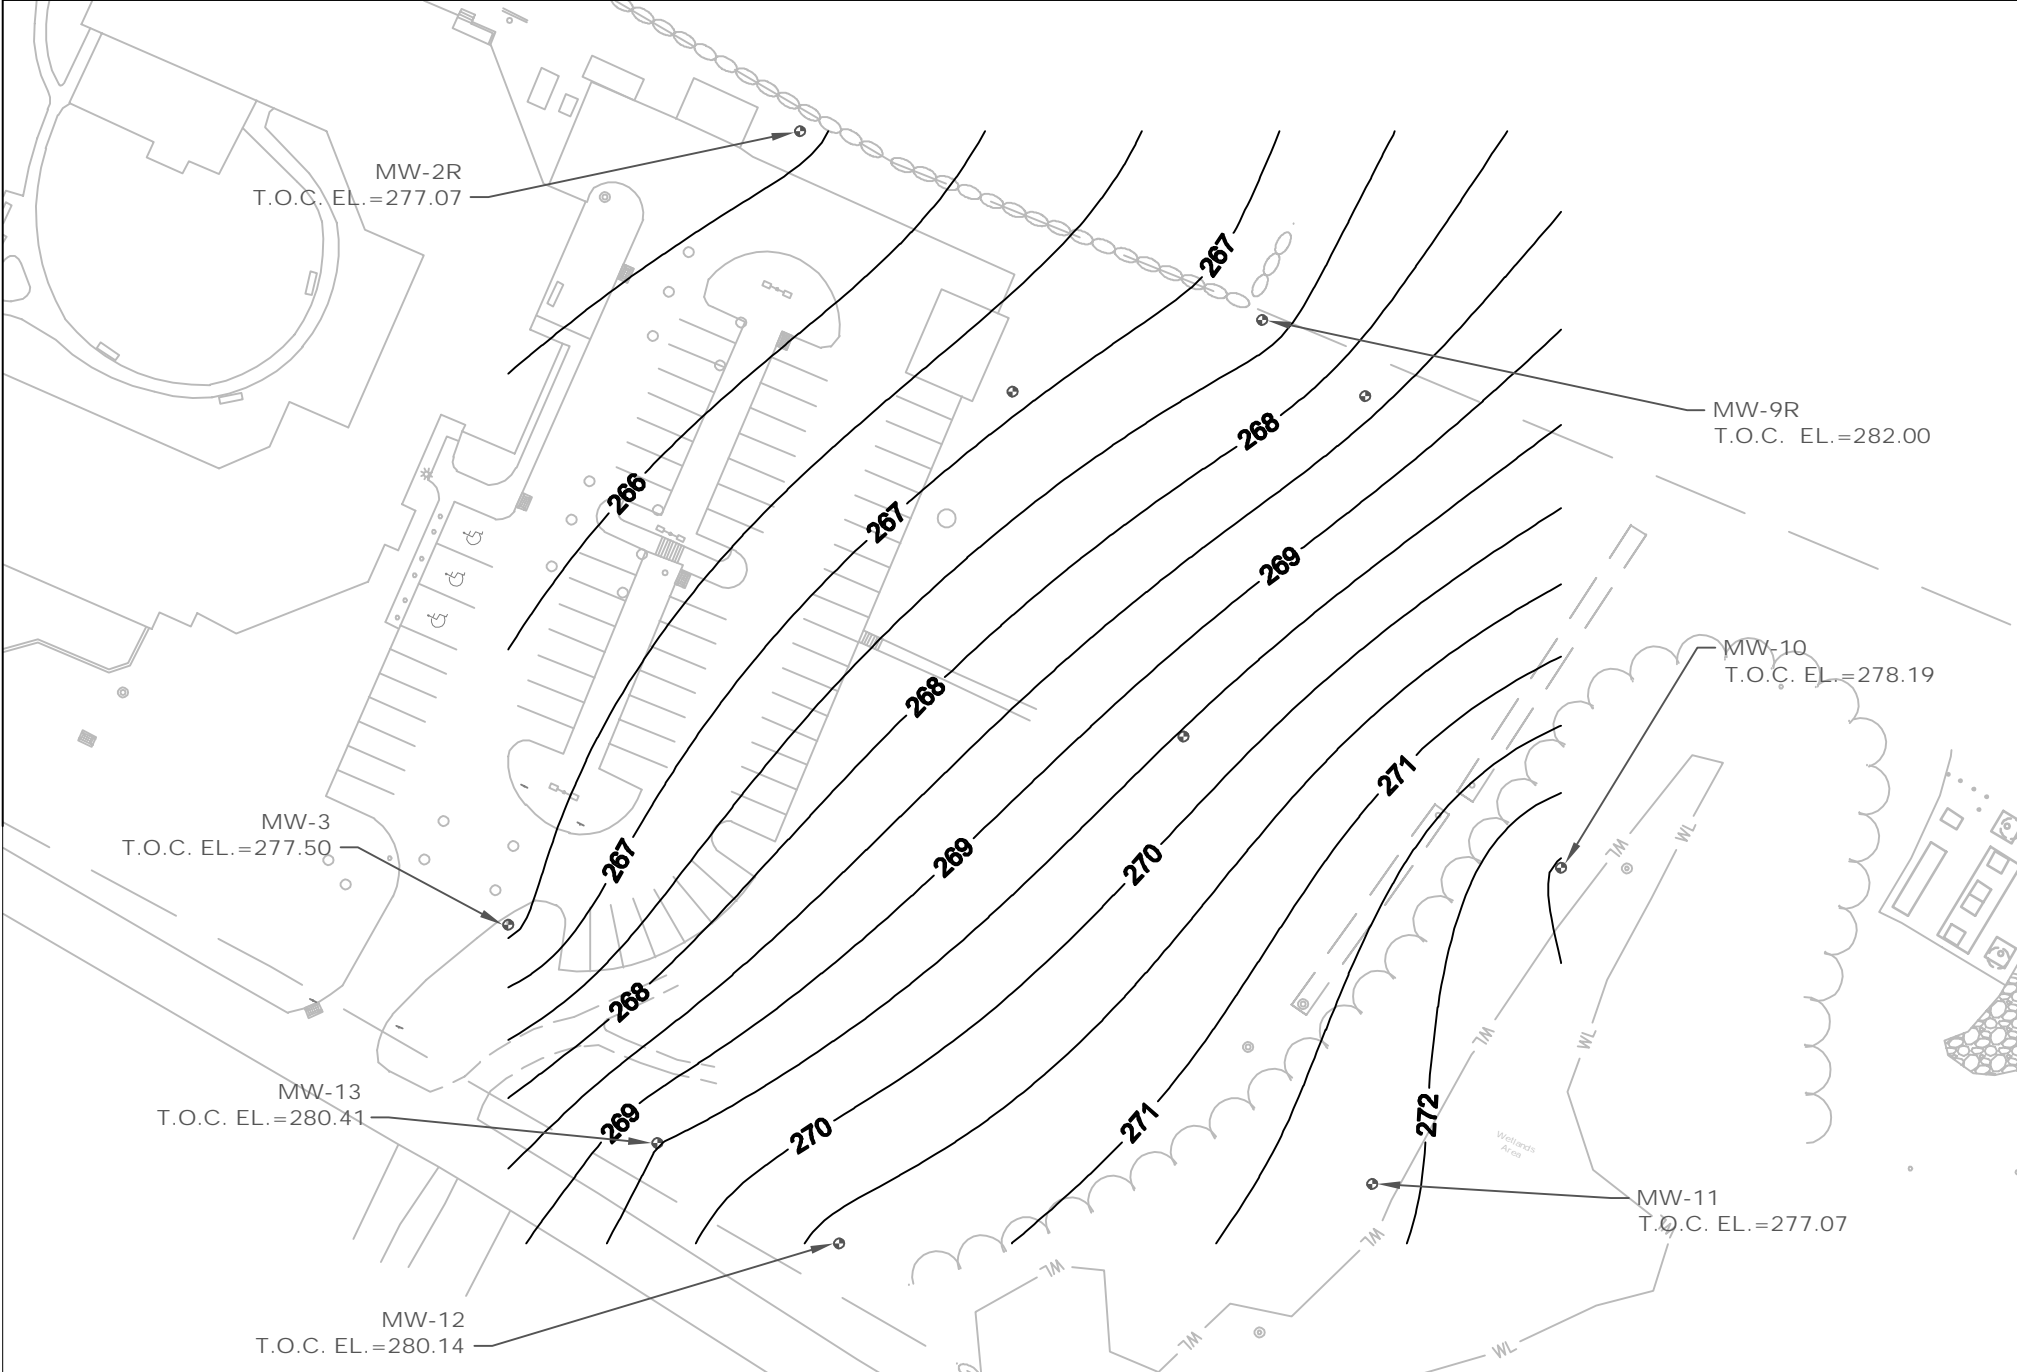 MW-2R
T.O.C. EL.=277.07
267
MW-9R
T.O.C. EL.=282.00
268
266
267
269
MW-10
T.O.C. EL.=278.19
268
271
MW-3
T.O.C. EL.=277.50
267
269
270
WL
WL
268
WL
WL
MW-13
T.O.C. EL.=280.41
269
270
271
272
Wetlands
Area
MW-11
T.O.C. EL.=277.07
WL
WL
WL
MW-12
T.O.C. EL.=280.14
WL
WL